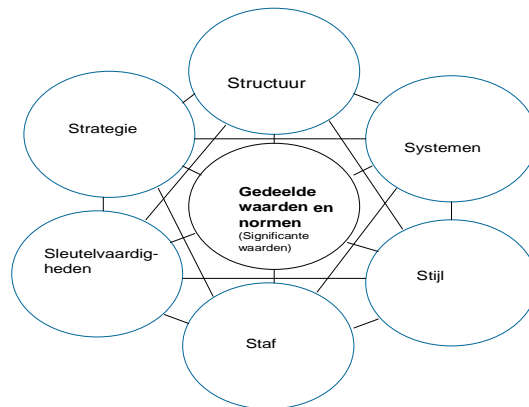 Structuur
Strategie
Systemen
Gedeelde
waarden en
normen
(Significante
waarden)
Sleutelvaardig-
heden
Stijl
Staf